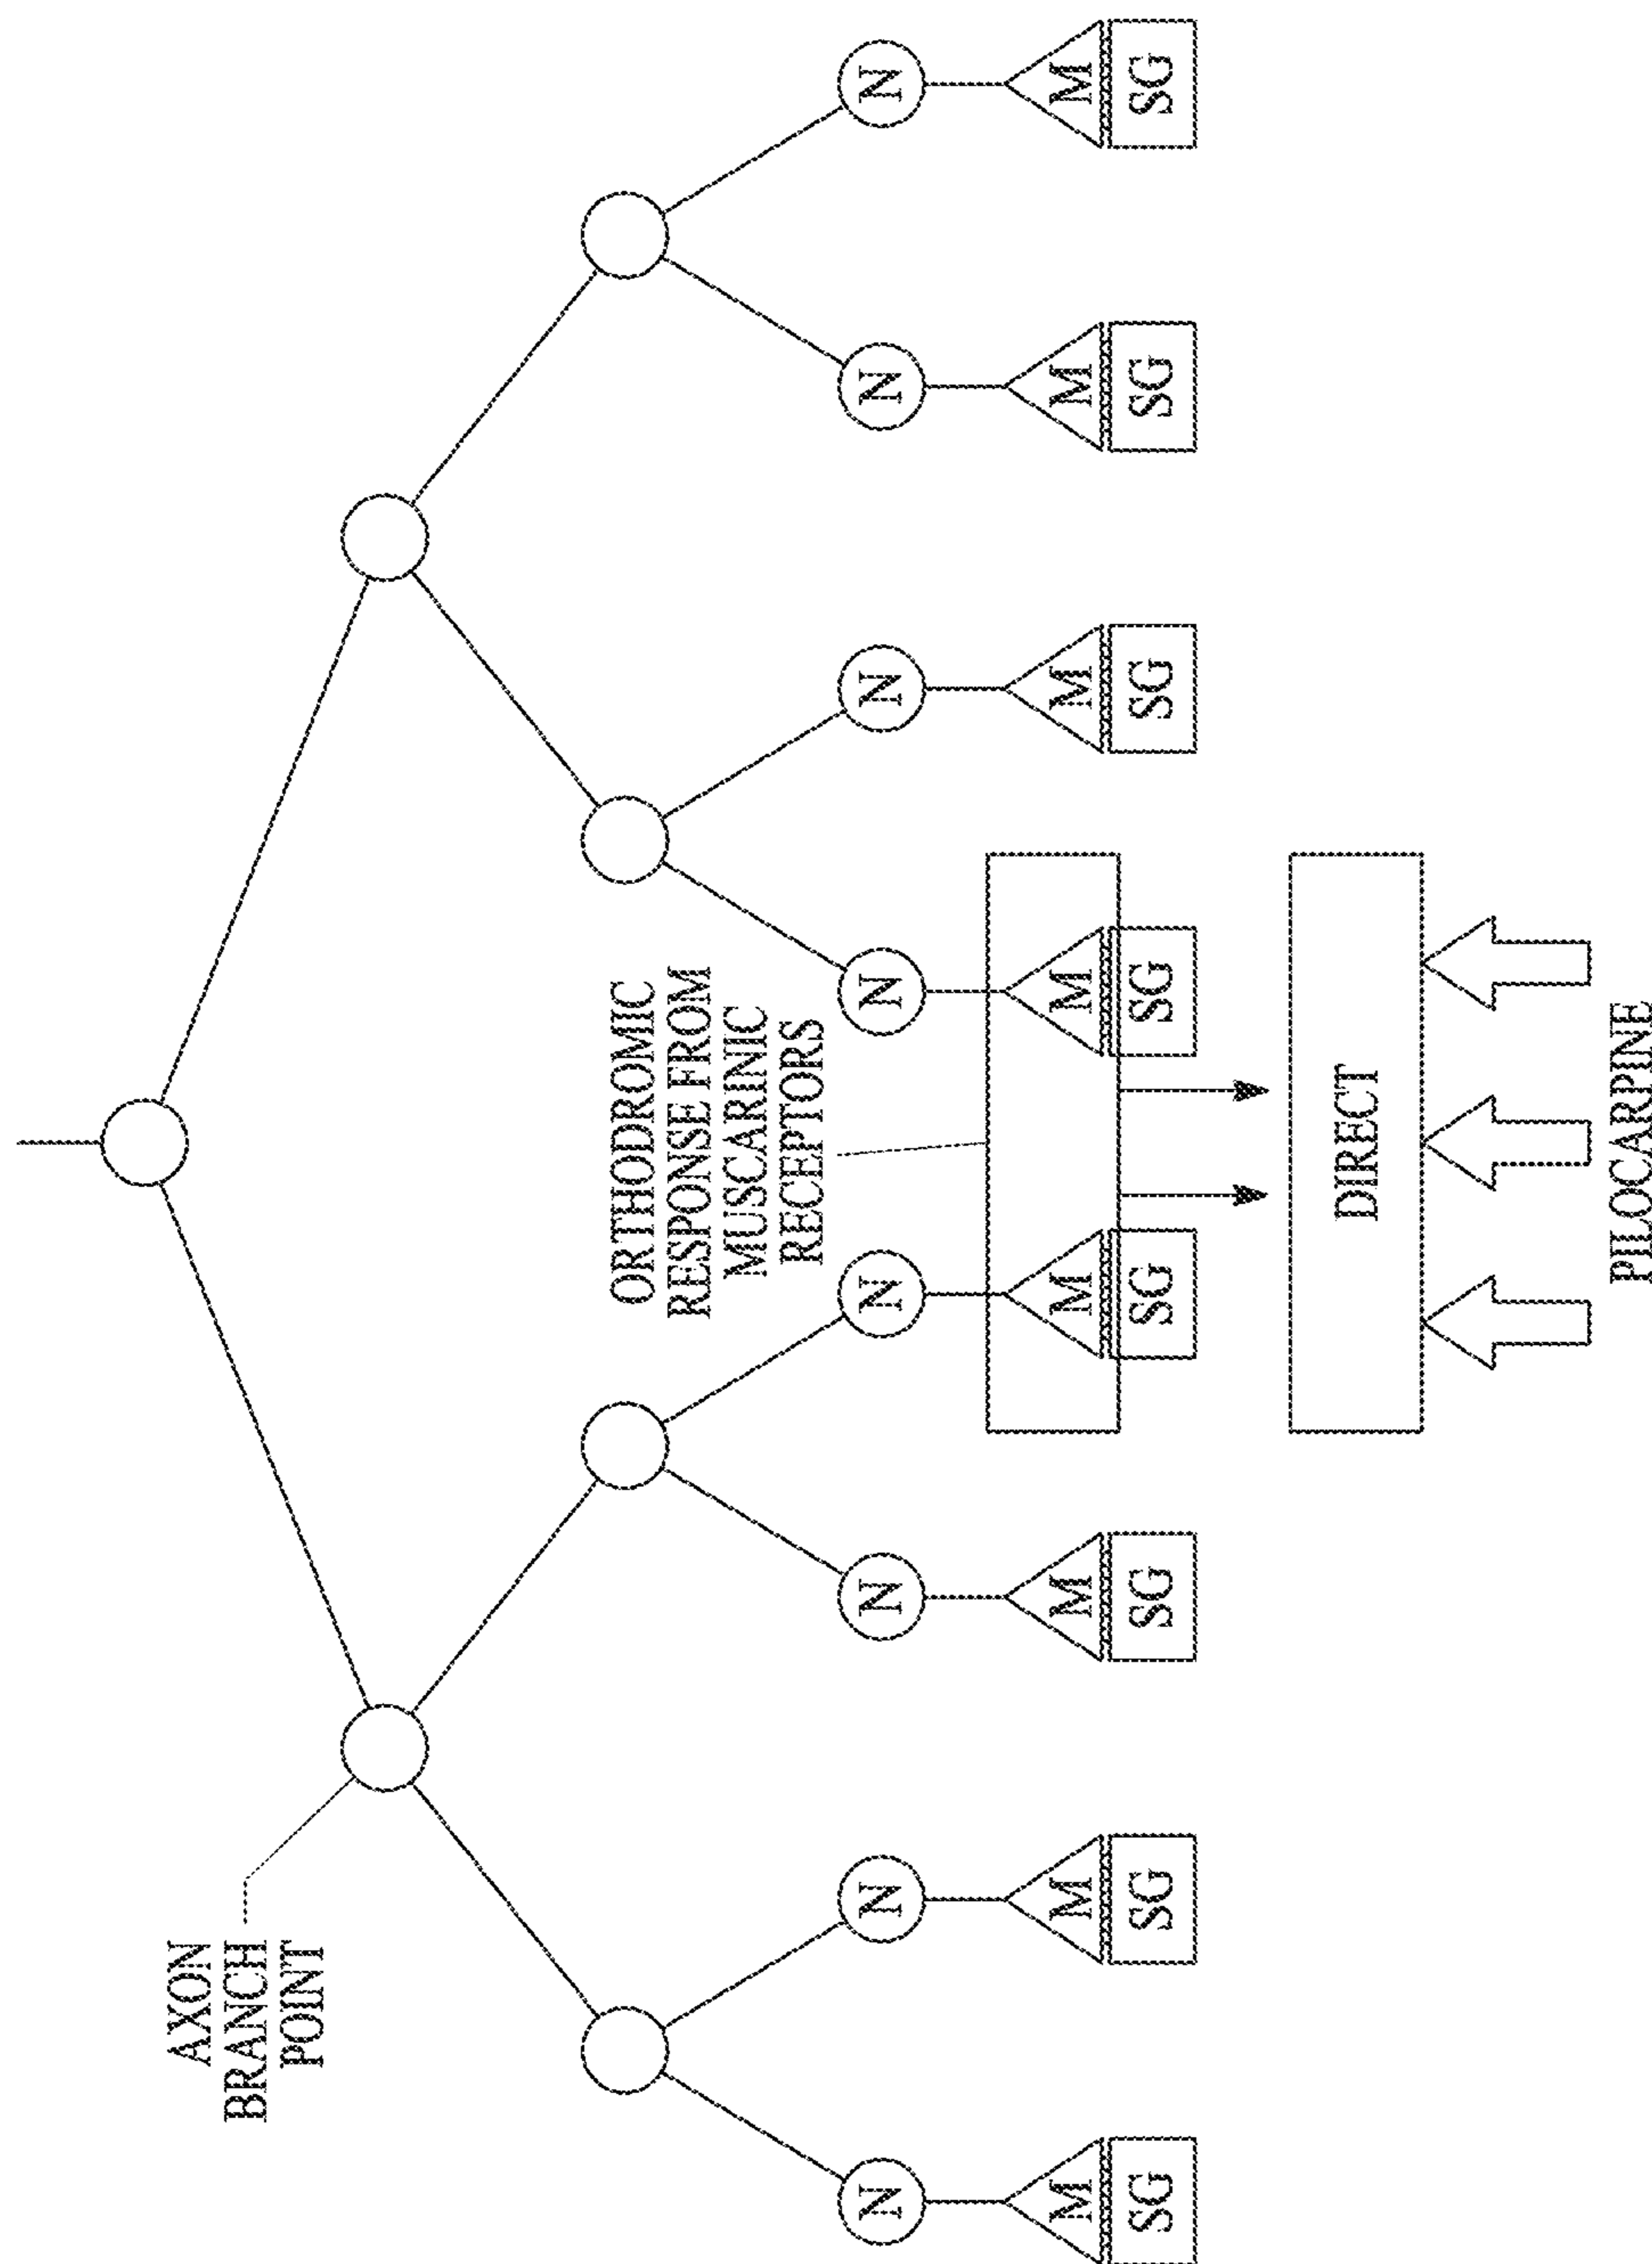 AXON
BRANCH
POINT
ORTHODROMIC
RESPONSE FROM
MUSCARINIC
RECEPTORS
N N N N N N N N
M M M M M M M M
SG SG SG SG SG SG SG SG
DIRECT
PILOCARPINE